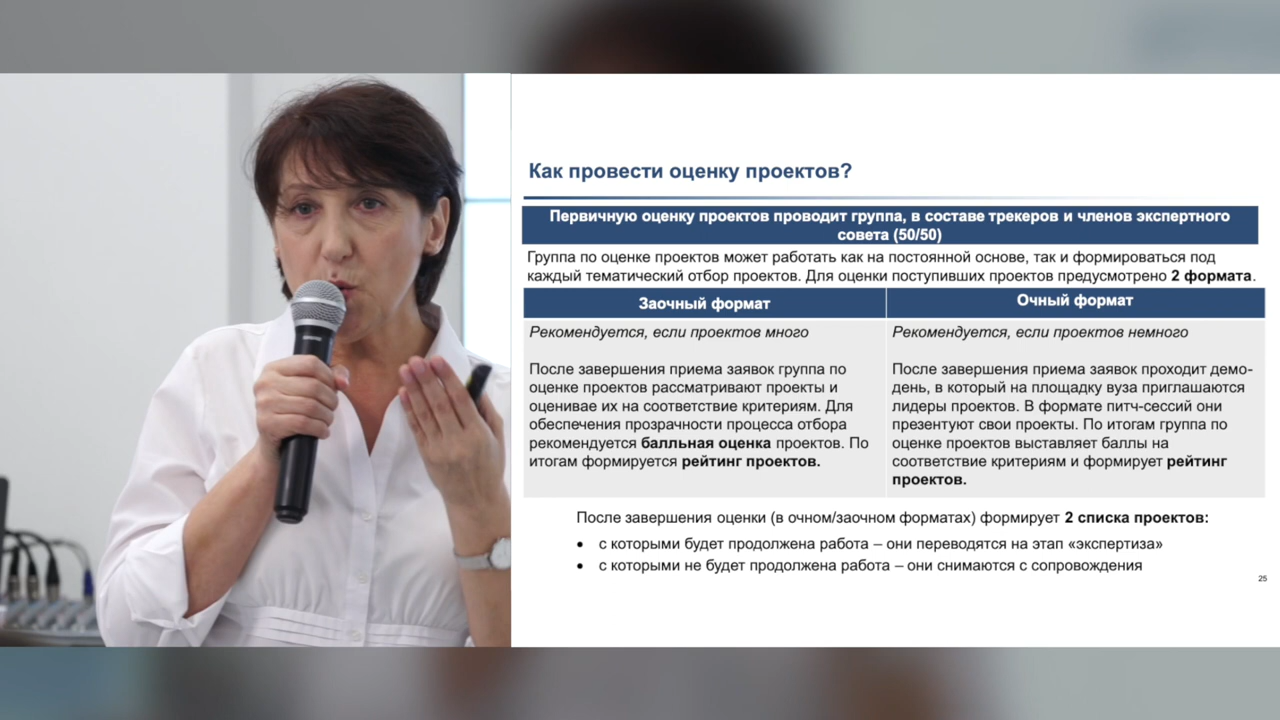 Как провести оценку проектов?
Первичную оценку проектов проводит группа, в составе трекеров и членов экспертного
совета (50/50)
Группа по оценке проектов может работать как на постоянной основе, так и формироваться под
каждый тематический отбор проектов. Для оценки поступивших проектов предусмотрено 2 формата.
Заочный формат
Рекомендуется, если проектов много
После завершения приема заявок группа по
оценке проектов рассматривают проекты и
оценивае их на соответствие критериям. Для
обеспечения прозрачности процесса отбора
рекомендуется балльная оценка проектов. По
итогам формируется рейтинг проектов.
Очный формат
Рекомендуется, если проектов немного
После завершения приема заявок проходит демо-
день, в который на площадку вуза приглашаются
лидеры проектов. В формате питч-сессий они
презентуют свои проекты. По итогам группа по
оценке проектов выставляет баллы на
соответствие критериям и формирует рейтинг
проектов.
После завершения оценки (в очном/заочном форматах) формирует 2 списка проектов:
• с которыми будет продолжена работа – они переводятся на этап «экспертиза»
• с которыми не будет продолжена работа – они снимаются с сопровождения
25